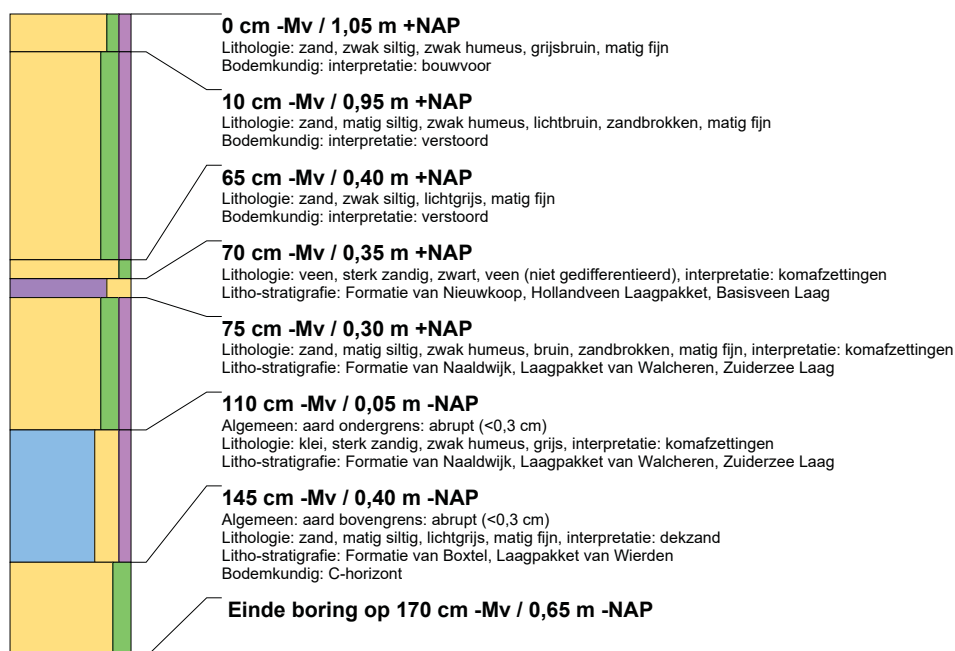 0 cm -Mv / 1,05 m +NAP
Lithologie: zand, zwak siltig, zwak humeus, grijsbruin, matig fijn
Bodemkundig: interpretatie: bouwvoor
10 cm -Mv / 0,95 m +NAP
Lithologie: zand, matig siltig, zwak humeus, lichtbruin, zandbrokken, matig fijn
Bodemkundig: interpretatie: verstoord
65 cm -Mv / 0,40 m +NAP
Lithologie: zand, zwak siltig, lichtgrijs, matig fijn
Bodemkundig: interpretatie: verstoord
70 cm -Mv / 0,35 m +NAP
Lithologie: veen, sterk zandig, zwart, veen (niet gedifferentieerd), interpretatie: komafzettingen
Litho-stratigrafie: Formatie van Nieuwkoop, Hollandveen Laagpakket, Basisveen Laag
75 cm -Mv / 0,30 m +NAP
Lithologie: zand, matig siltig, zwak humeus, bruin, zandbrokken, matig fijn, interpretatie: komafzettingen
Litho-stratigrafie: Formatie van Naaldwijk, Laagpakket van Walcheren, Zuiderzee Laag
110 cm -Mv / 0,05 m -NAP
Algemeen: aard ondergrens: abrupt (<0,3 cm)
Lithologie: klei, sterk zandig, zwak humeus, grijs, interpretatie: komafzettingen
Litho-stratigrafie: Formatie van Naaldwijk, Laagpakket van Walcheren, Zuiderzee Laag
145 cm -Mv / 0,40 m -NAP
Algemeen: aard bovengrens: abrupt (<0,3 cm)
Lithologie: zand, matig siltig, lichtgrijs, matig fijn, interpretatie: dekzand
Litho-stratigrafie: Formatie van Boxtel, Laagpakket van Wierden
Bodemkundig: C-horizont
Einde boring op 170 cm -Mv / 0,65 m -NAP